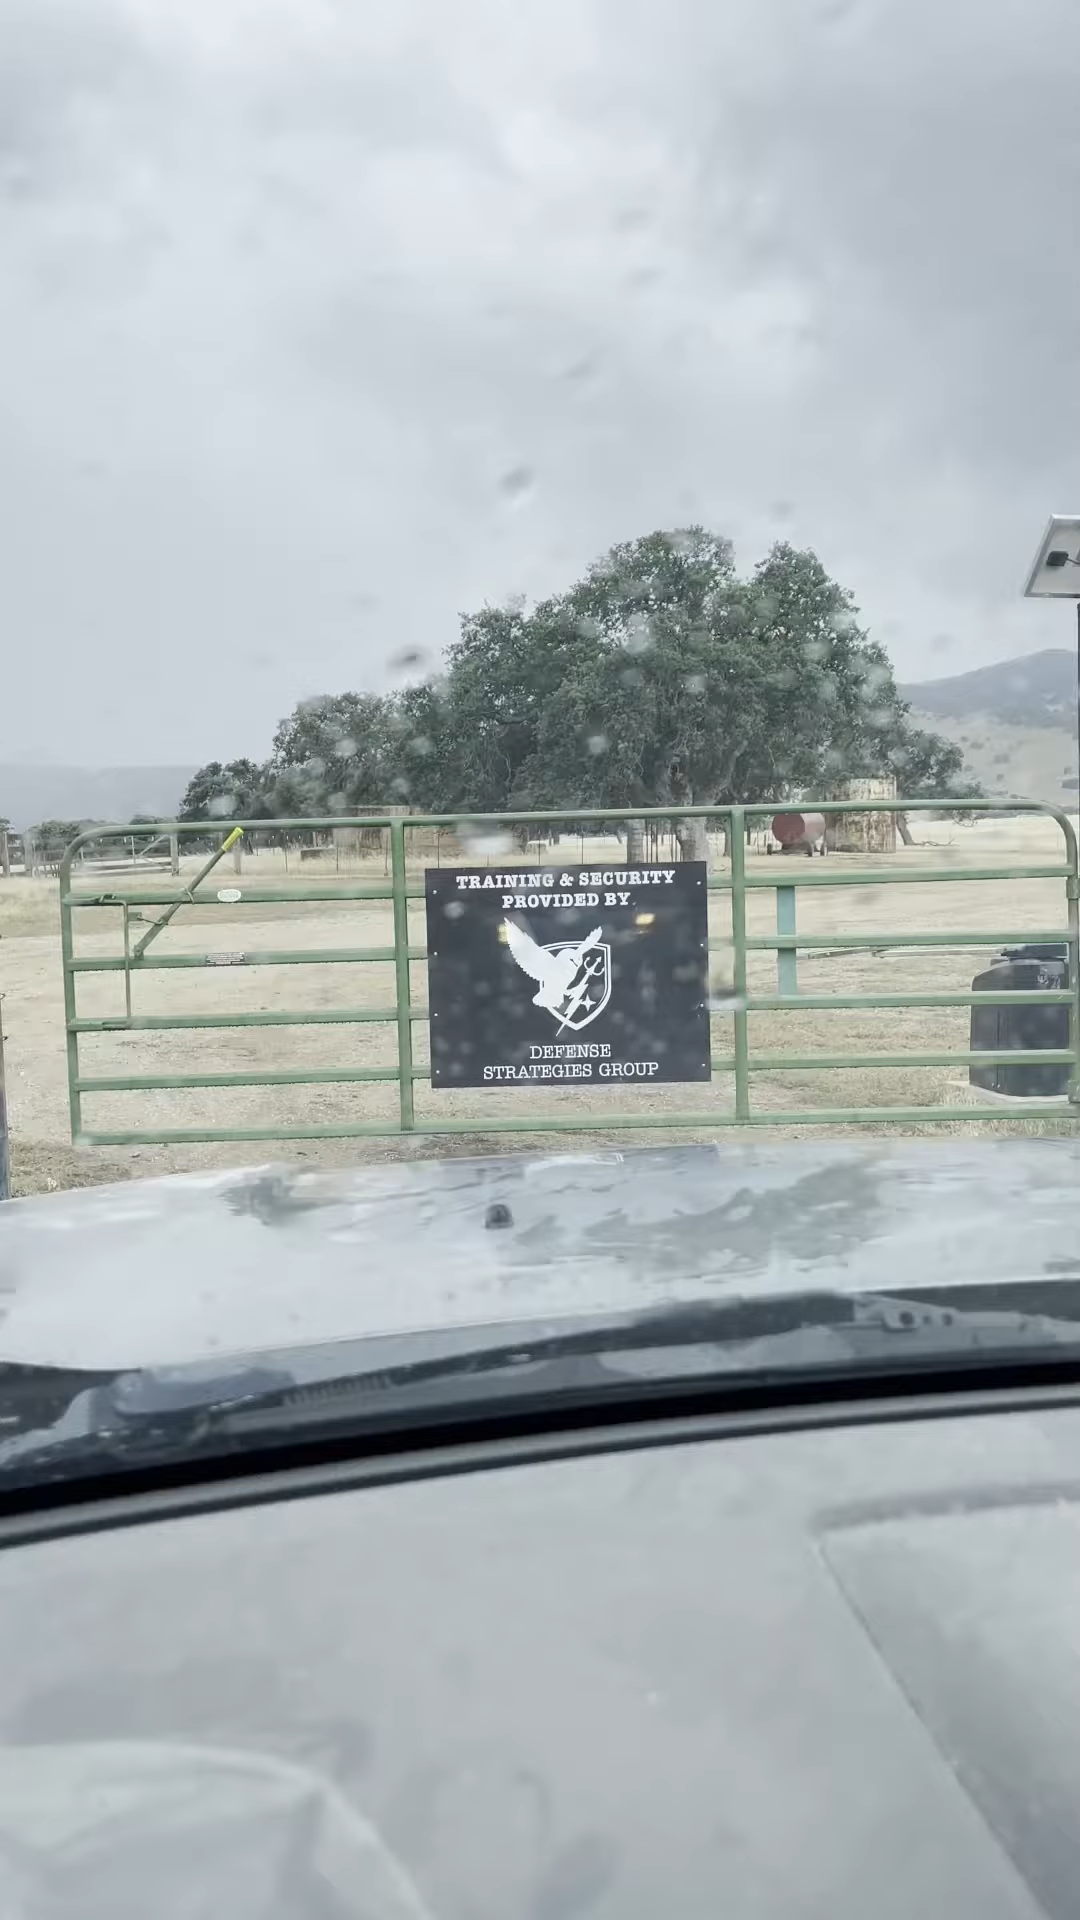 TRAINING & SECURITY
PROVIDED BY
DEFENSE
STRATEGIES GROUP